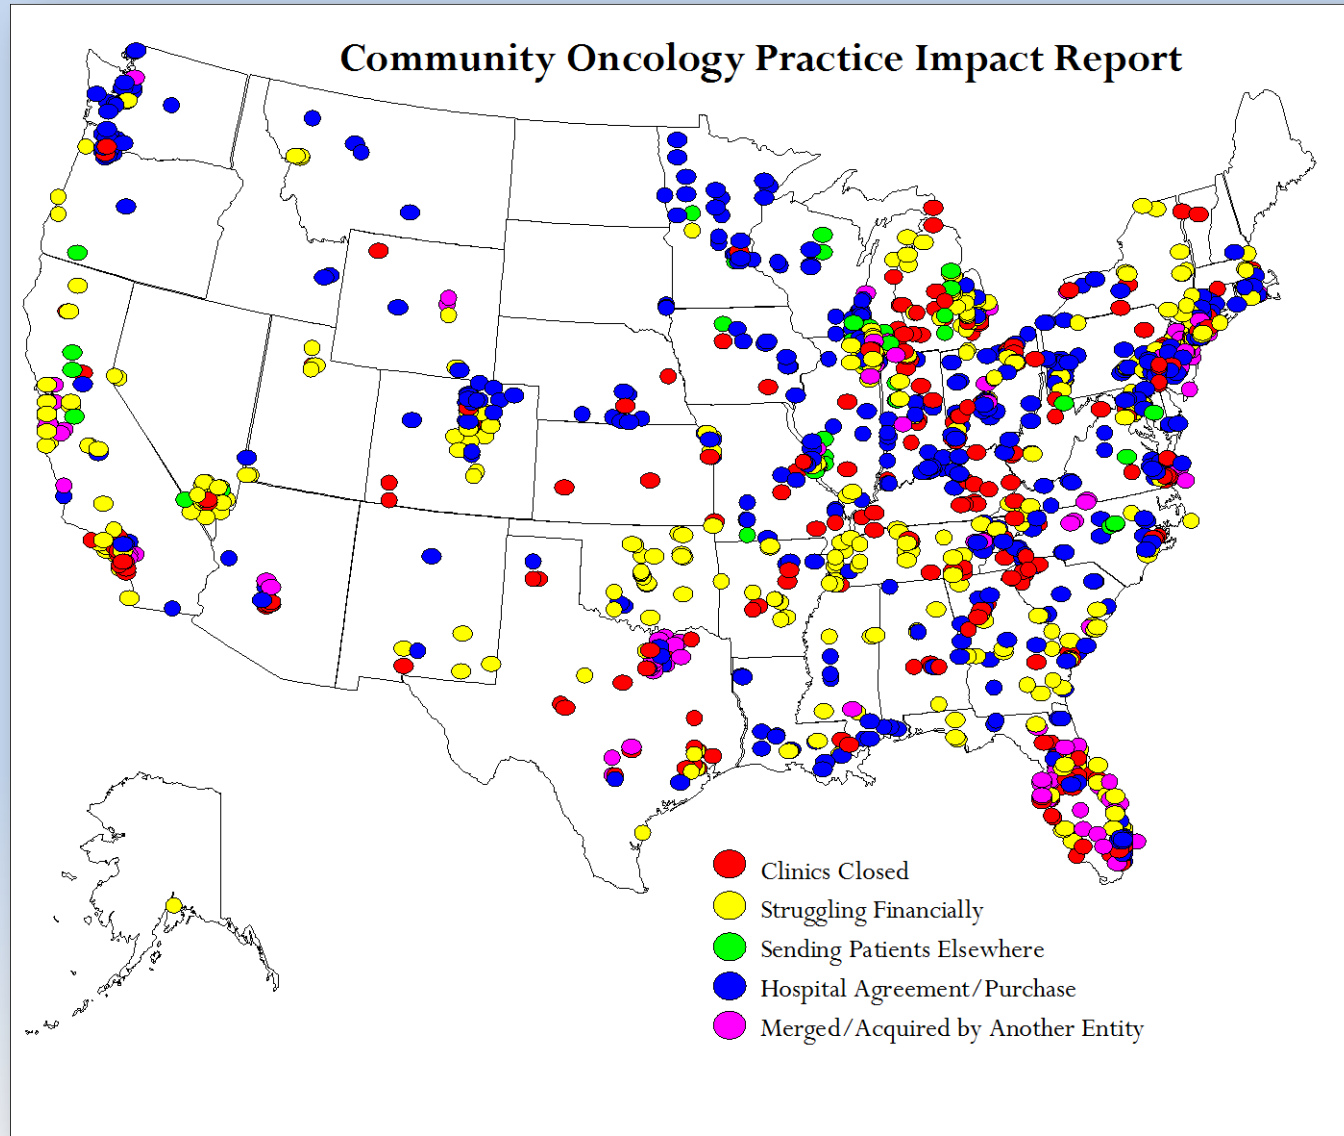 Community Oncology Practice Impact Report
Clinics Closed
Struggling Financially
Sending Patients Elsewhere
Hospital Agreement/Purchase
Merged/Acquired by Another Entity